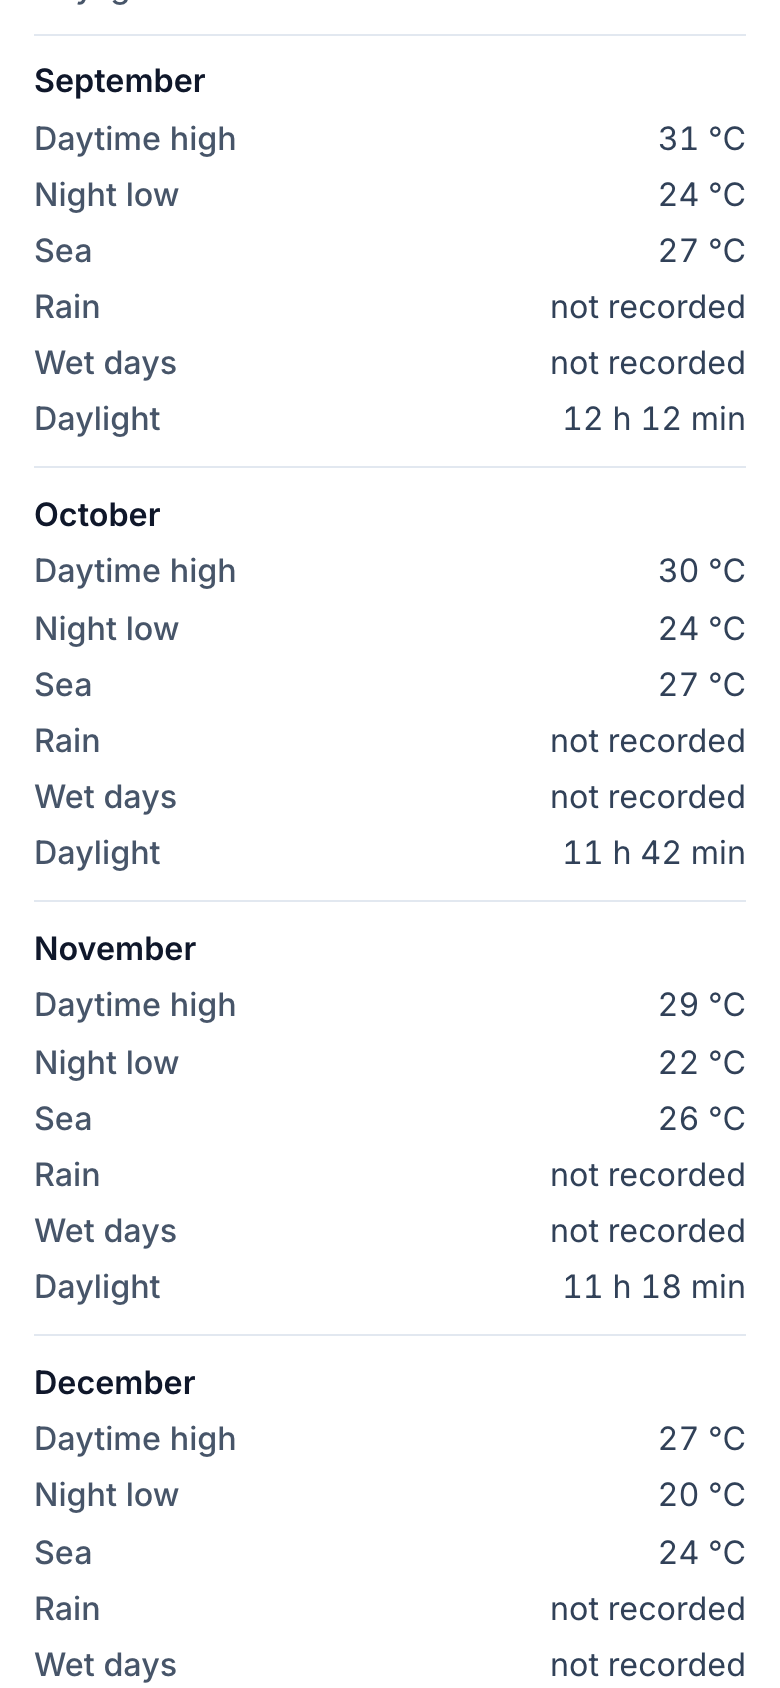 September
Daytime high 31 °C
Night low 24 °C
Sea 27 °C
Rain not recorded
Wet days not recorded
Daylight 12 h 12 min
October
Daytime high 30 °C
Night low 24 °C
Sea 27 °C
Rain not recorded
Wet days not recorded
Daylight 11 h 42 min
November
Daytime high 29 °C
Night low 22 °C
Sea 26 °C
Rain not recorded
Wet days not recorded
Daylight 11 h 18 min
December
Daytime high 27 °C
Night low 20 °C
Sea 24 °C
Rain not recorded
Wet days not recorded